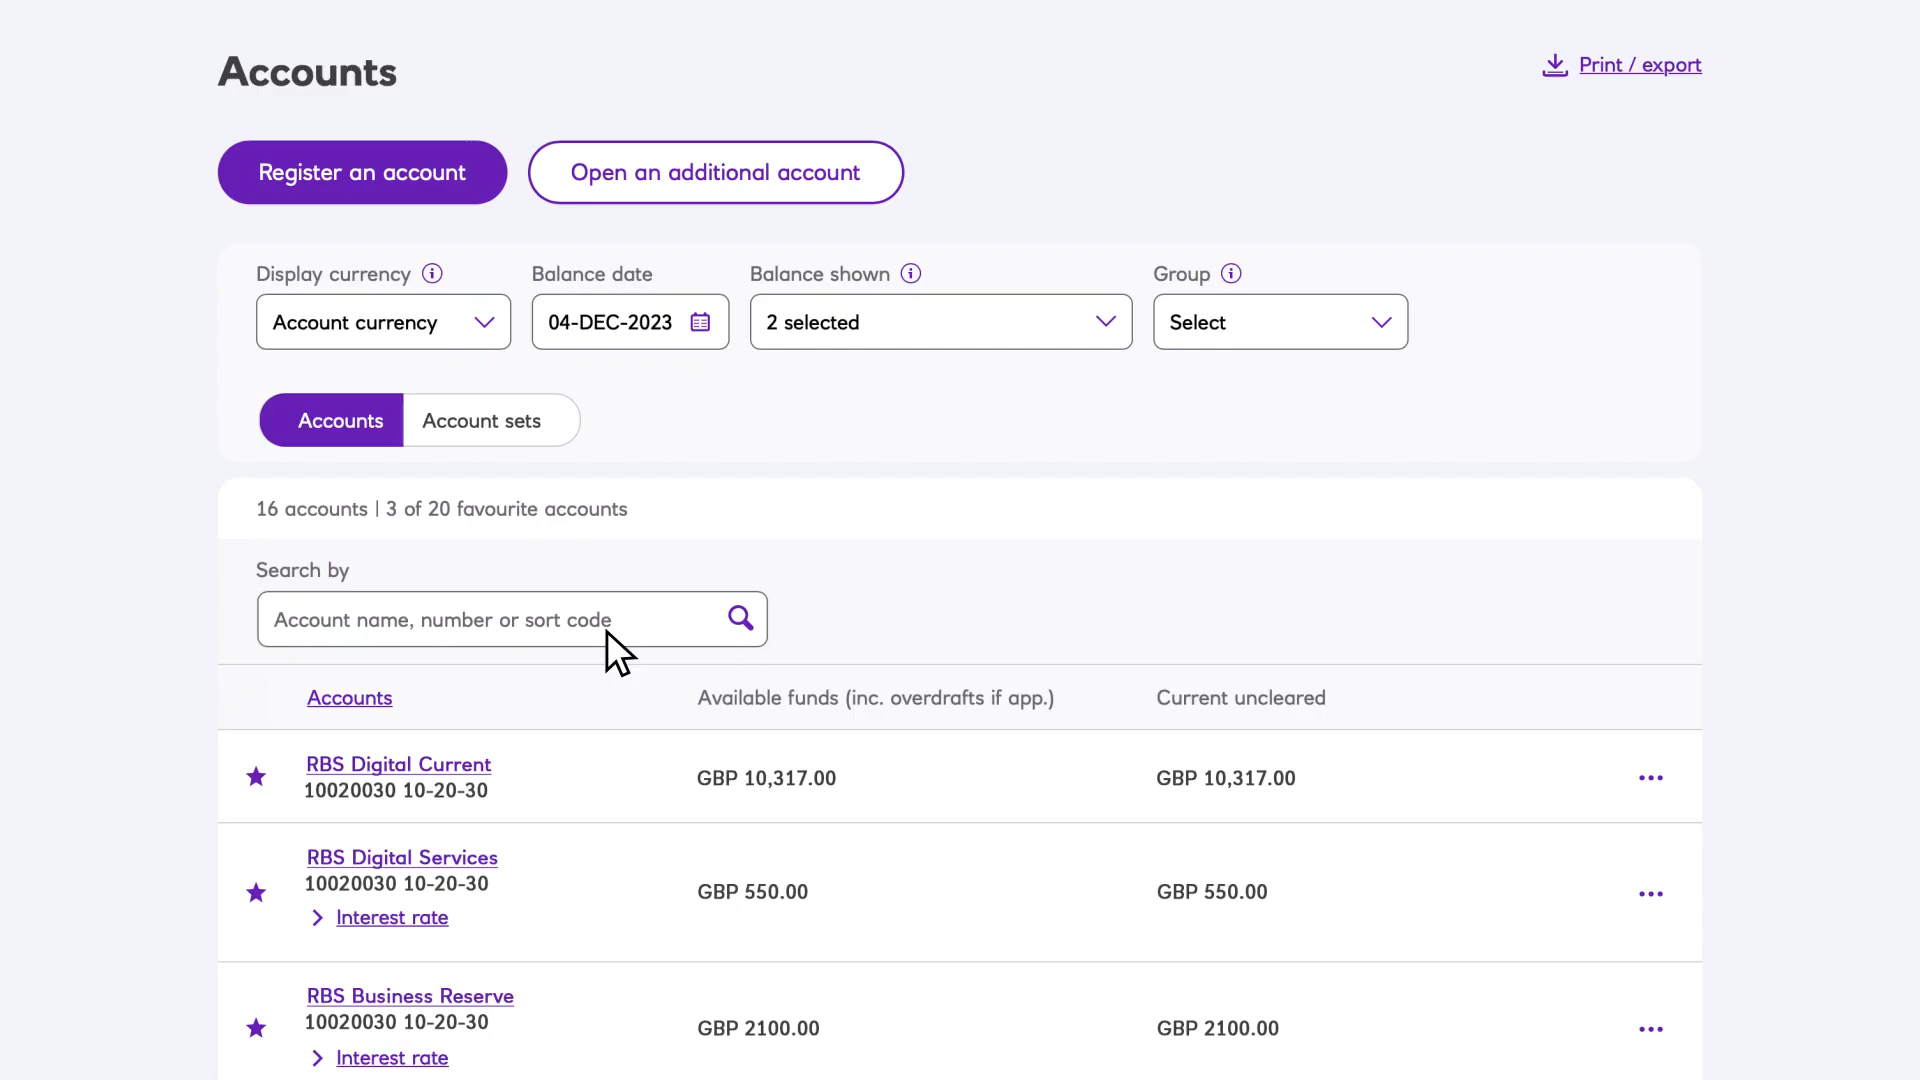 Accounts
Print / export
Register an account
Open an additional account
Display currency
Balance date
Balance shown
Group
Account currency
04-DEC-2023
2 selected
Select
Accounts
Account sets
16 accounts | 3 of 20 favourite accounts
Search by
Account name, number or sort code
Accounts
Available funds (inc. overdrafts if app.)
Current uncleared
RBS Digital Current
10020030 10-20-30
GBP 10,317.00
GBP 10,317.00
RBS Digital Services
10020030 10-20-30
Interest rate
GBP 550.00
GBP 550.00
RBS Business Reserve
10020030 10-20-30
Interest rate
GBP 2100.00
GBP 2100.00